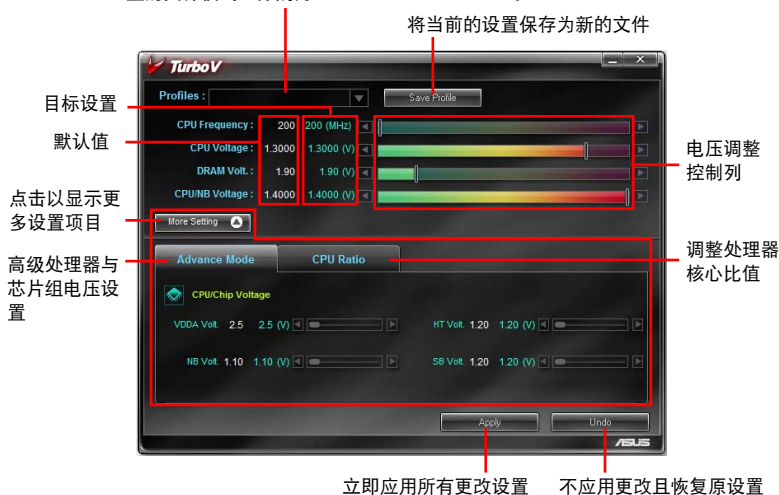 将当前的设置保存为新的文件
TurboV
Profiles :
Save Profile
目标设置
默认值
CPU Frequency : 200 200 (MHz)
CPU Voltage : 1.3000 1.3000 (V)
DRAM Volt. : 1.90 1.90 (V)
CPU/NB Voltage : 1.4000 1.4000 (V)
电压调整
控制列
点击以显示更
多设置项目
More Setting
高级处理器与
芯片组电压设
置
Advance Mode
CPU Ratio
调整处理器
核心比值
CPU/Chip Voltage
VDDA Volt. 2.5 2.5 (V)
HT Volt. 1.20 1.20 (V)
NB Volt. 1.10 1.10 (V)
SB Volt. 1.20 1.20 (V)
Apply
Undo
ASUS
立即应用所有更改设置
不应用更改且恢复原设置